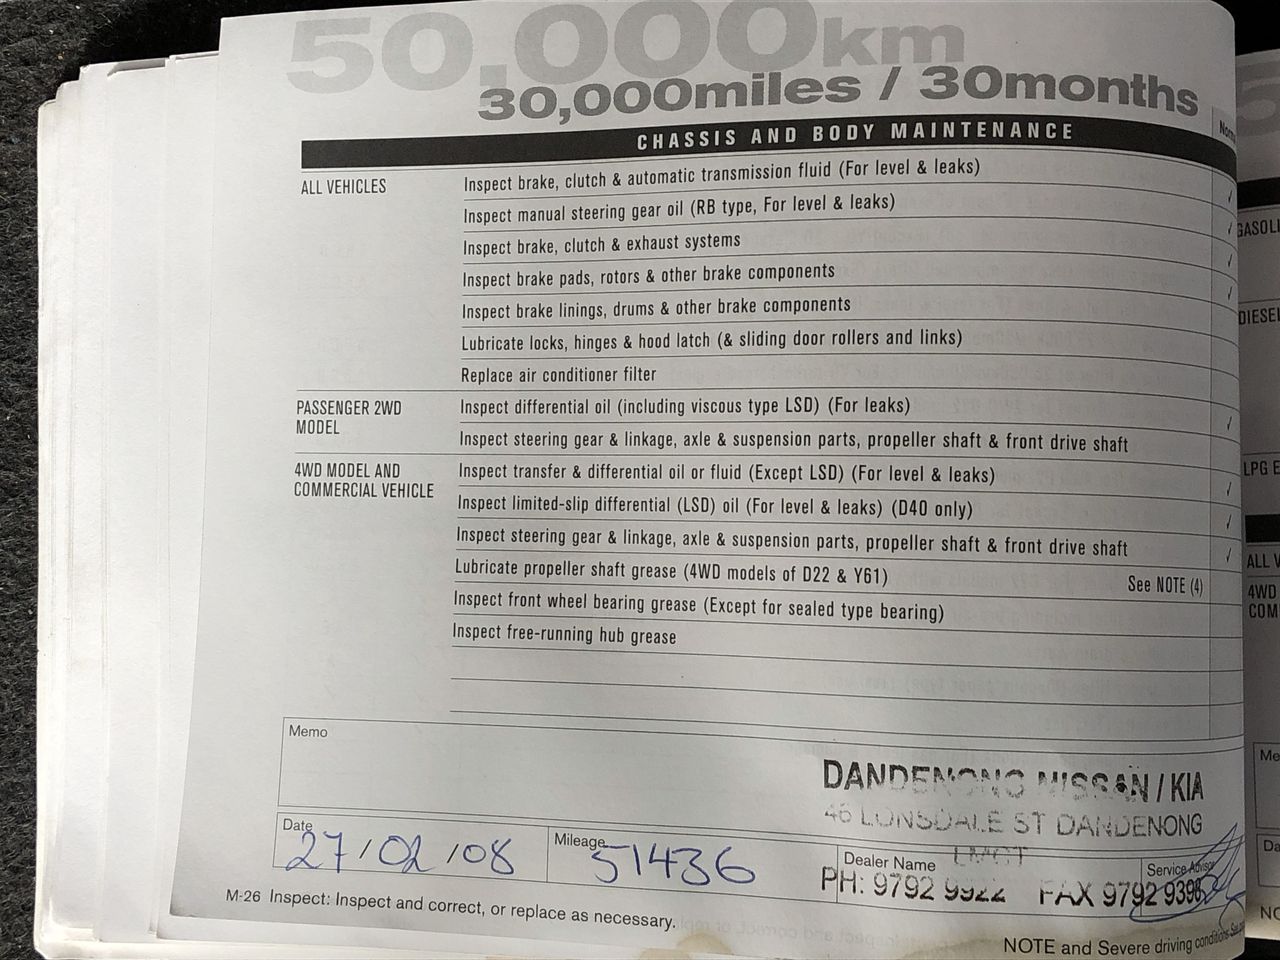 50,000km
30,000miles / 30months
CHASSIS AND BODY MAINTENANCE
ALL VEHICLES
Inspect brake, clutch & automatic transmission fluid (For level & leaks)
Inspect manual steering gear oil (RB type, For level & leaks)
Inspect brake, clutch & exhaust systems
Inspect brake pads, rotors & other brake components
Inspect brake linings, drums & other brake components
Lubricate locks, hinges & hood latch (& sliding door rollers and links)
Replace air conditioner filter
PASSENGER 2WD
MODEL
Inspect differential oil (including viscous type LSD) (For leaks)
Inspect steering gear & linkage, axle & suspension parts, propeller shaft & front drive shaft
4WD MODEL AND
COMMERCIAL VEHICLE
Inspect transfer & differential oil or fluid (Except LSD) (For level & leaks)
Inspect limited-slip differential (LSD) oil (For level & leaks) (D40 only)
Inspect steering gear & linkage, axle & suspension parts, propeller shaft & front drive shaft
Lubricate propeller shaft grease (4WD models of D22 & Y61) See NOTE (4)
Inspect front wheel bearing grease (Except for sealed type bearing)
Inspect free-running hub grease
Memo
DANDENONG NISSAN / KIA
46 LONSDALE ST DANDENONG
LMCT
Date 27/02/08
Mileage 51436
Dealer Name
Service Advisor
PH: 9792 9922 FAX 9792 9398
M-26 Inspect: Inspect and correct, or replace as necessary.
NOTE and Severe driving conditions
ALL V
4WD
COM
LPG E